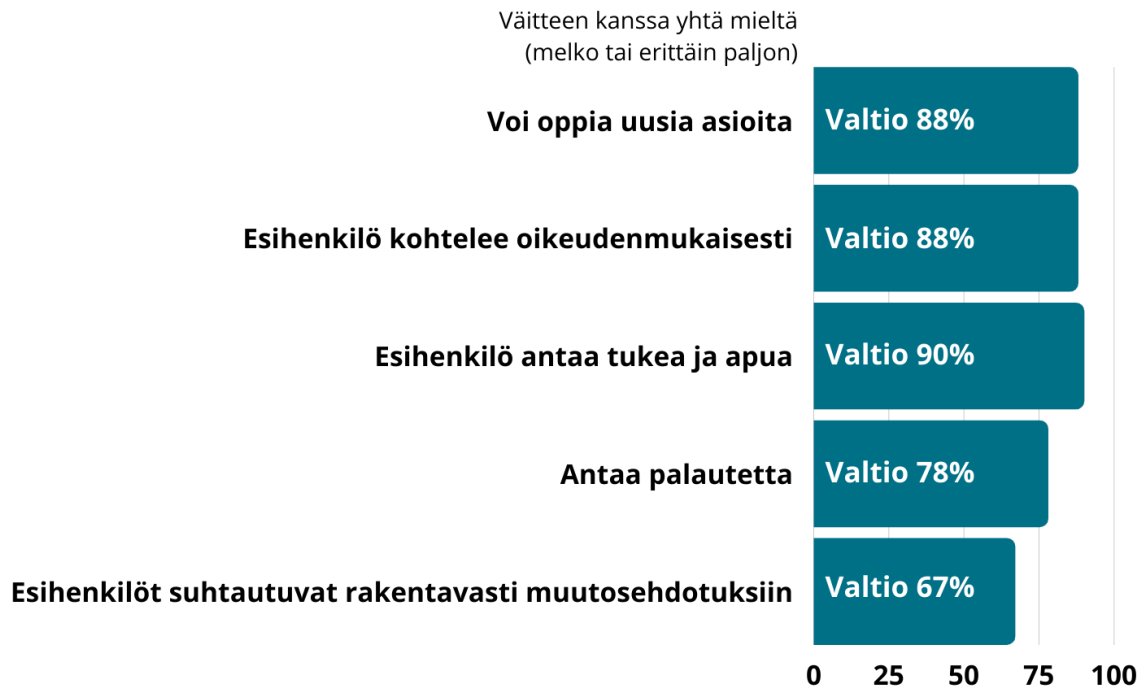 Väitteen kanssa yhtä mieltä
(melko tai erittäin paljon)
Voi oppia uusia asioita
Valtio 88%
Esihenkilö kohtelee oikeudenmukaisesti
Valtio 88%
Esihenkilö antaa tukea ja apua
Valtio 90%
Antaa palautetta
Valtio 78%
Esihenkilöt suhtautuvat rakentavasti muutosehdotuksiin
Valtio 67%
0 25 50 75 100